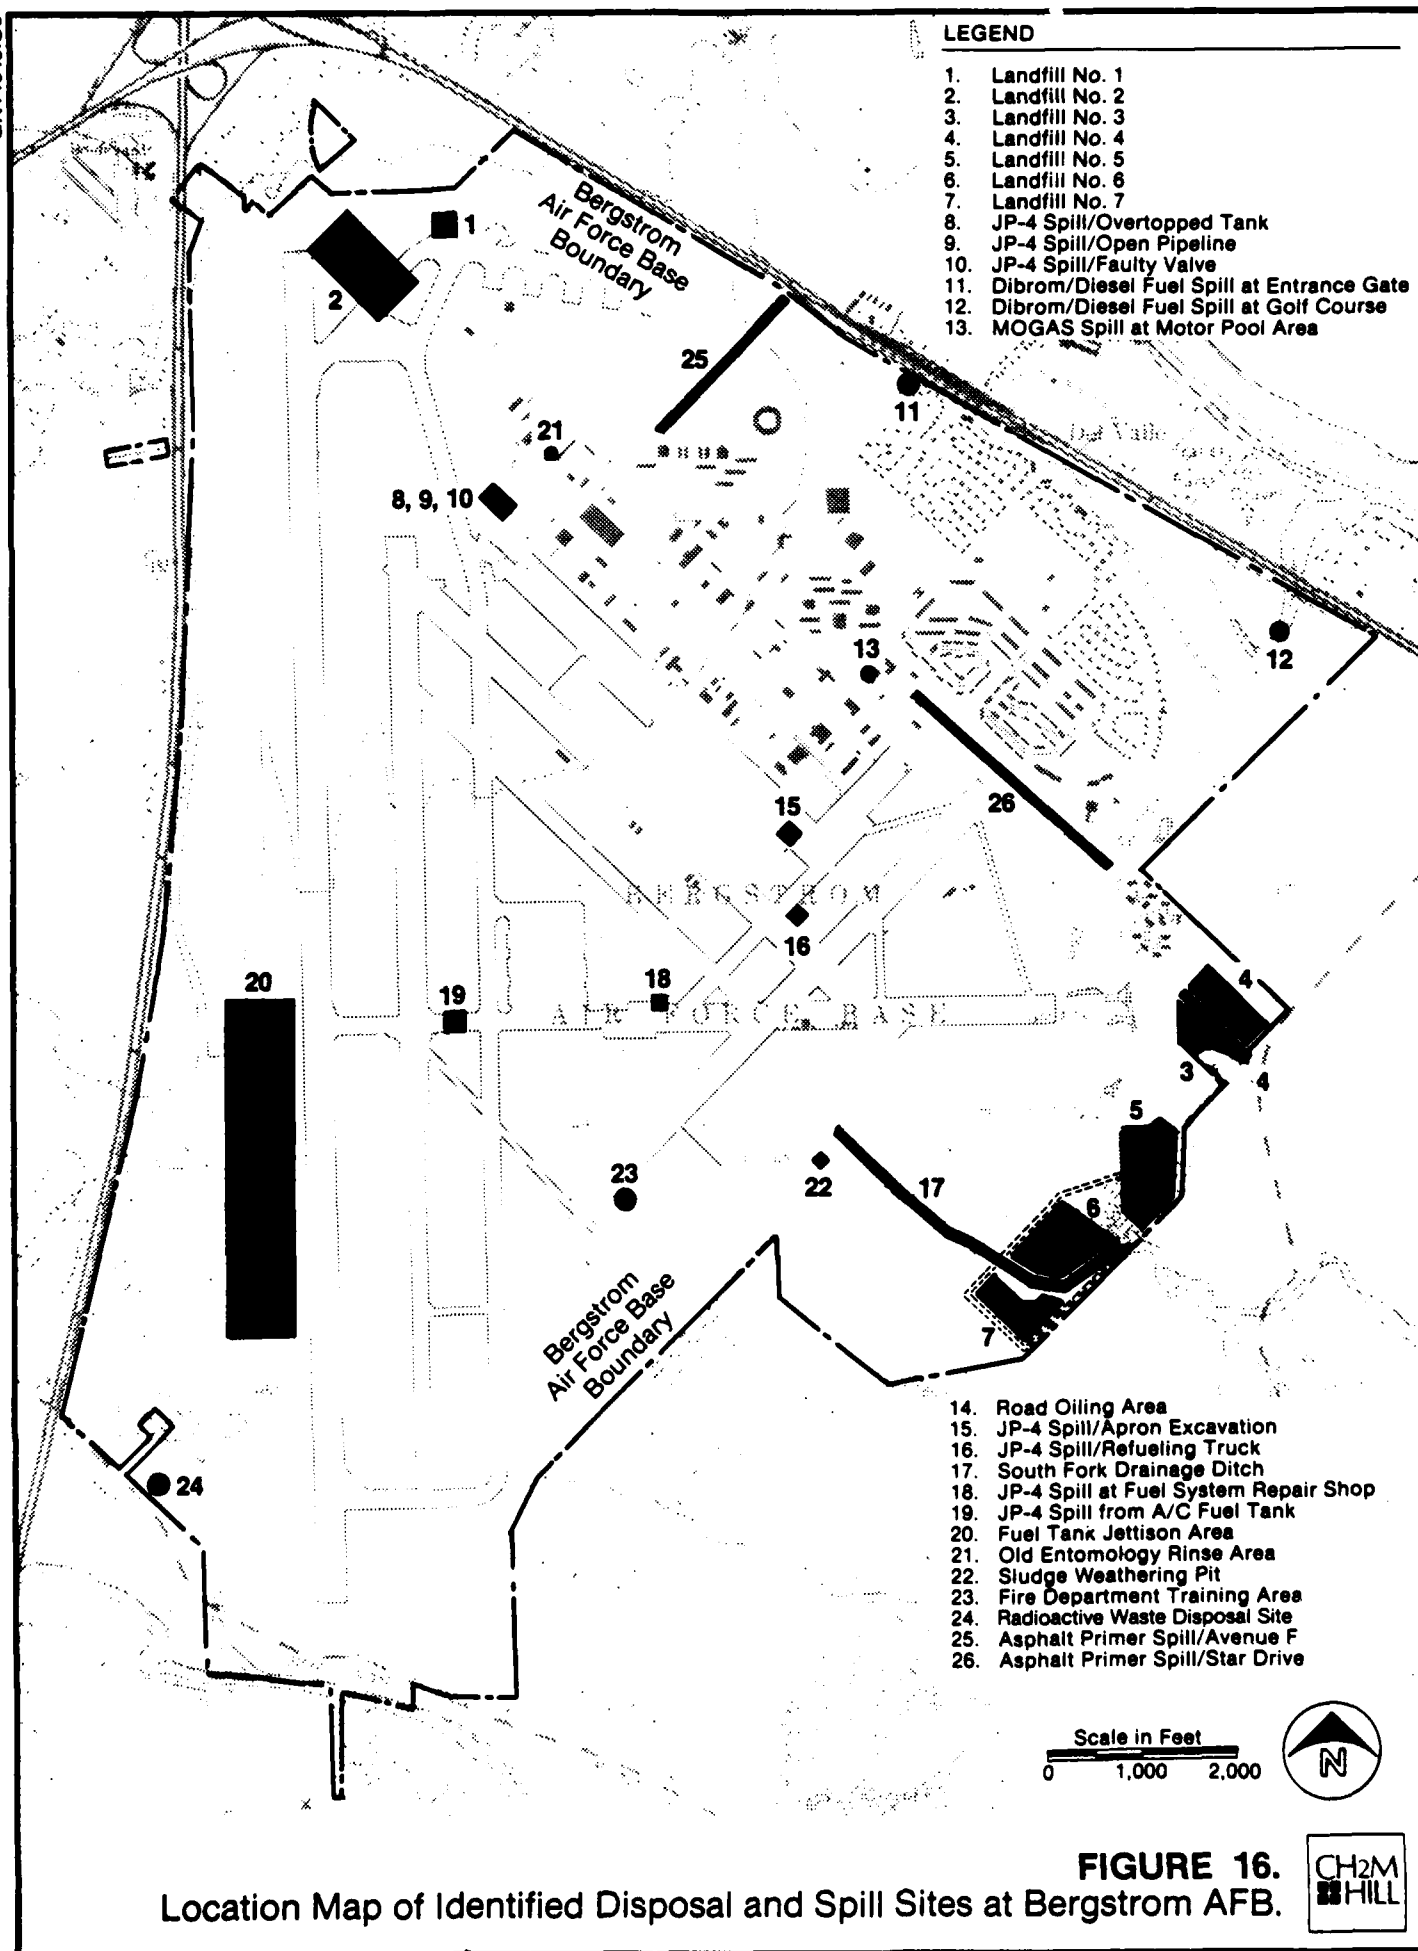 LEGEND
1. Landfill No. 1
2. Landfill No. 2
3. Landfill No. 3
4. Landfill No. 4
5. Landfill No. 5
6. Landfill No. 6
7. Landfill No. 7
8. JP-4 Spill/Overtopped Tank
9. JP-4 Spill/Open Pipeline
10. JP-4 Spill/Faulty Valve
11. Dibrom/Diesel Fuel Spill at Entrance Gate
12. Dibrom/Diesel Fuel Spill at Golf Course
13. MOGAS Spill at Motor Pool Area
Bergstrom
Air Force Base
Boundary
1
2
25
11
Del Valle
21
8, 9, 10
12
13
26
15
BERGSTROM
16
20
19
18
AIR FORCE BASE
4
3
4
5
23
22
17
6
7
Bergstrom
Air Force Base
Boundary
24
14. Road Oiling Area
15. JP-4 Spill/Apron Excavation
16. JP-4 Spill/Refueling Truck
17. South Fork Drainage Ditch
18. JP-4 Spill at Fuel System Repair Shop
19. JP-4 Spill from A/C Fuel Tank
20. Fuel Tank Jettison Area
21. Old Entomology Rinse Area
22. Sludge Weathering Pit
23. Fire Department Training Area
24. Radioactive Waste Disposal Site
25. Asphalt Primer Spill/Avenue F
26. Asphalt Primer Spill/Star Drive
Scale in Feet
0 1,000 2,000
N
FIGURE 16.
Location Map of Identified Disposal and Spill Sites at Bergstrom AFB.
CH2M
HILL